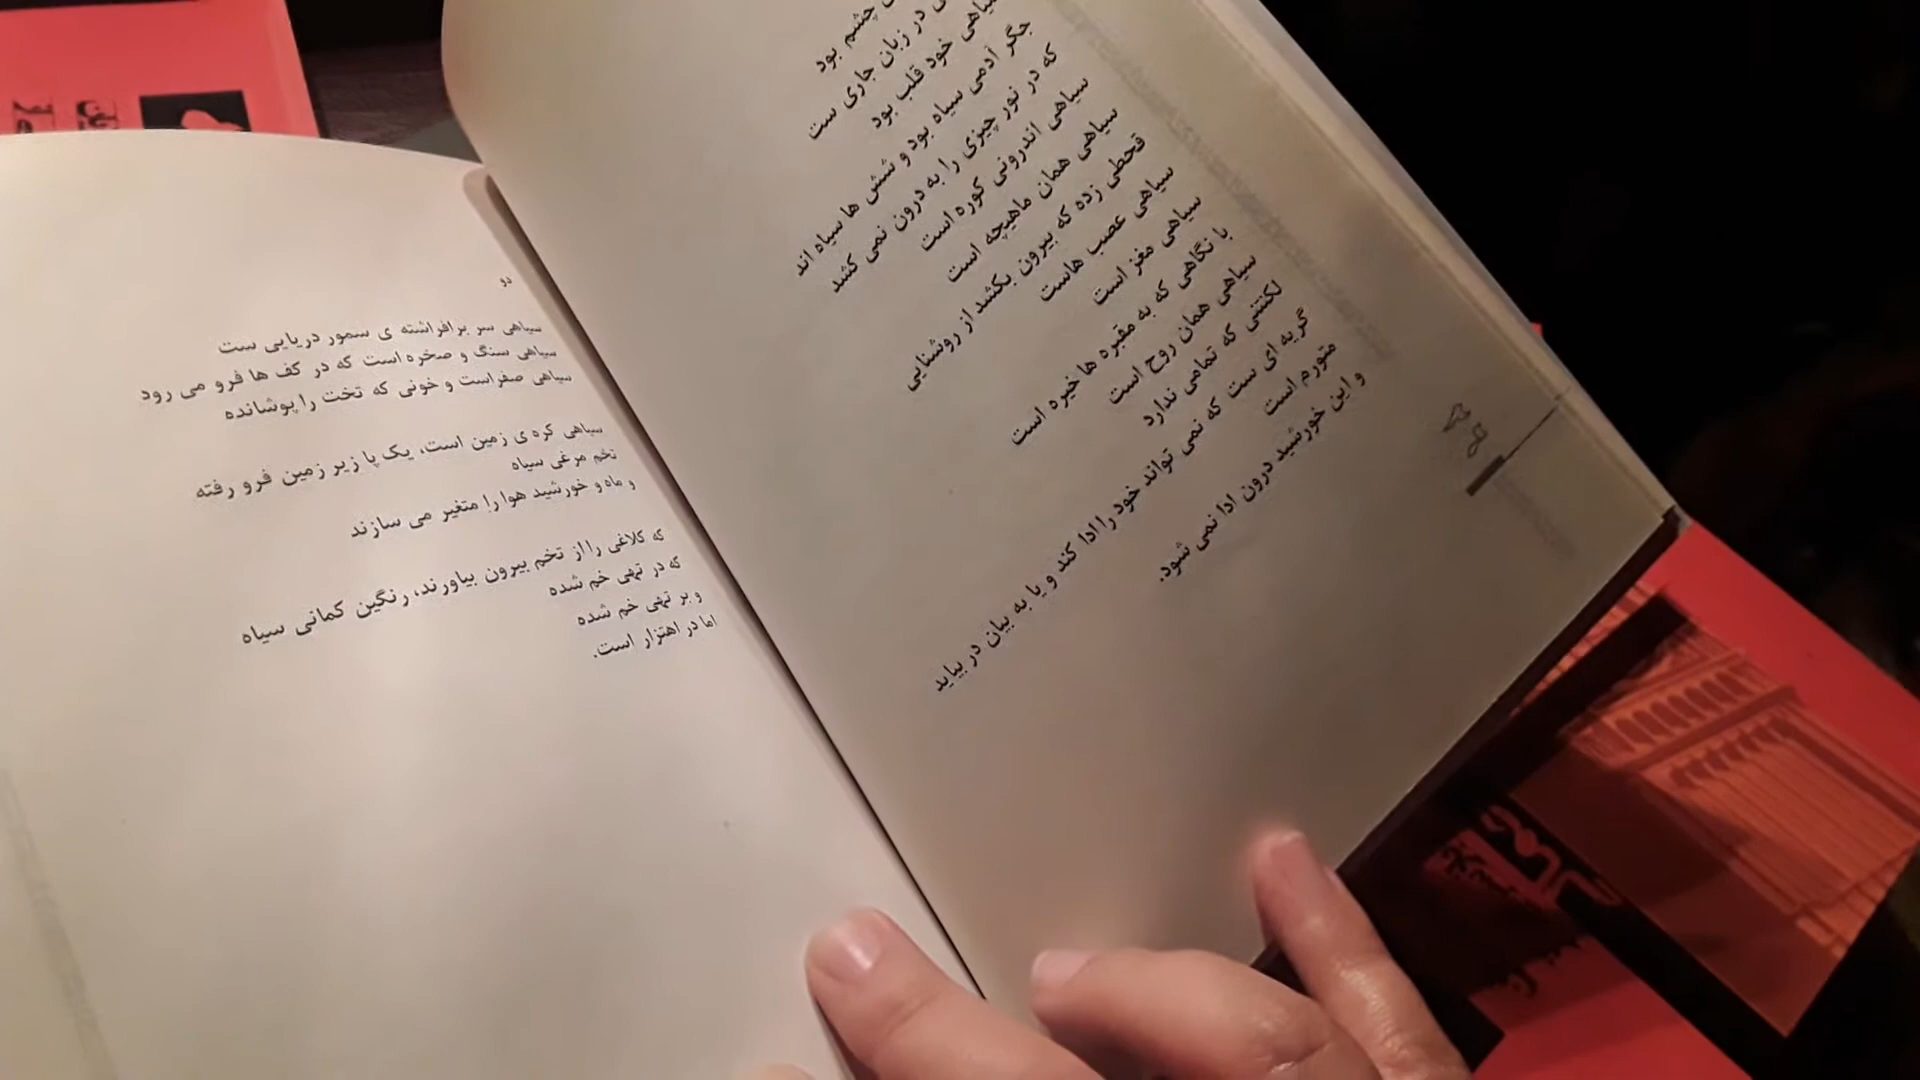 چشم بود
در زبان جاری ست
سیاهی خود قلب بود
جگر آدمی سیاه بود و شش ها سیاه اند
که در نور چیزی را به درون نمی کشد
سیاهی اندرونی کوره است
سیاهی همان ماهیچه است
قحطی زده که بیرون بکشد از روشنایی
سیاهی عصب هاست
سیاهی مغز است
با نگاهی که به مقبره ها خیره است
سیاهی همان روح است
لکنتی که تمامی ندارد
گریه ای ست که نمی تواند خود را ادا کند و یا به بیان در بیاید
متورم است
و این خورشید درون ادا نمی شود.
دو
سیاهی سر برافراشته ی سمور دریایی ست
سیاهی سنگ و صخره است که در کف ها فرو می رود
سیاهی صفراست و خونی که تخت را پوشانده
سیاهی کره ی زمین است، یک پا زیر زمین فرو رفته
تخم مرغی سیاه
و ماه و خورشید هوا را متغیر می سازند
که کلاغی را از تخم بیرون بیاورند، رنگین کمانی سیاه
که در تهی خم شده
و بر تهی خم شده
اما در اهتزار است.